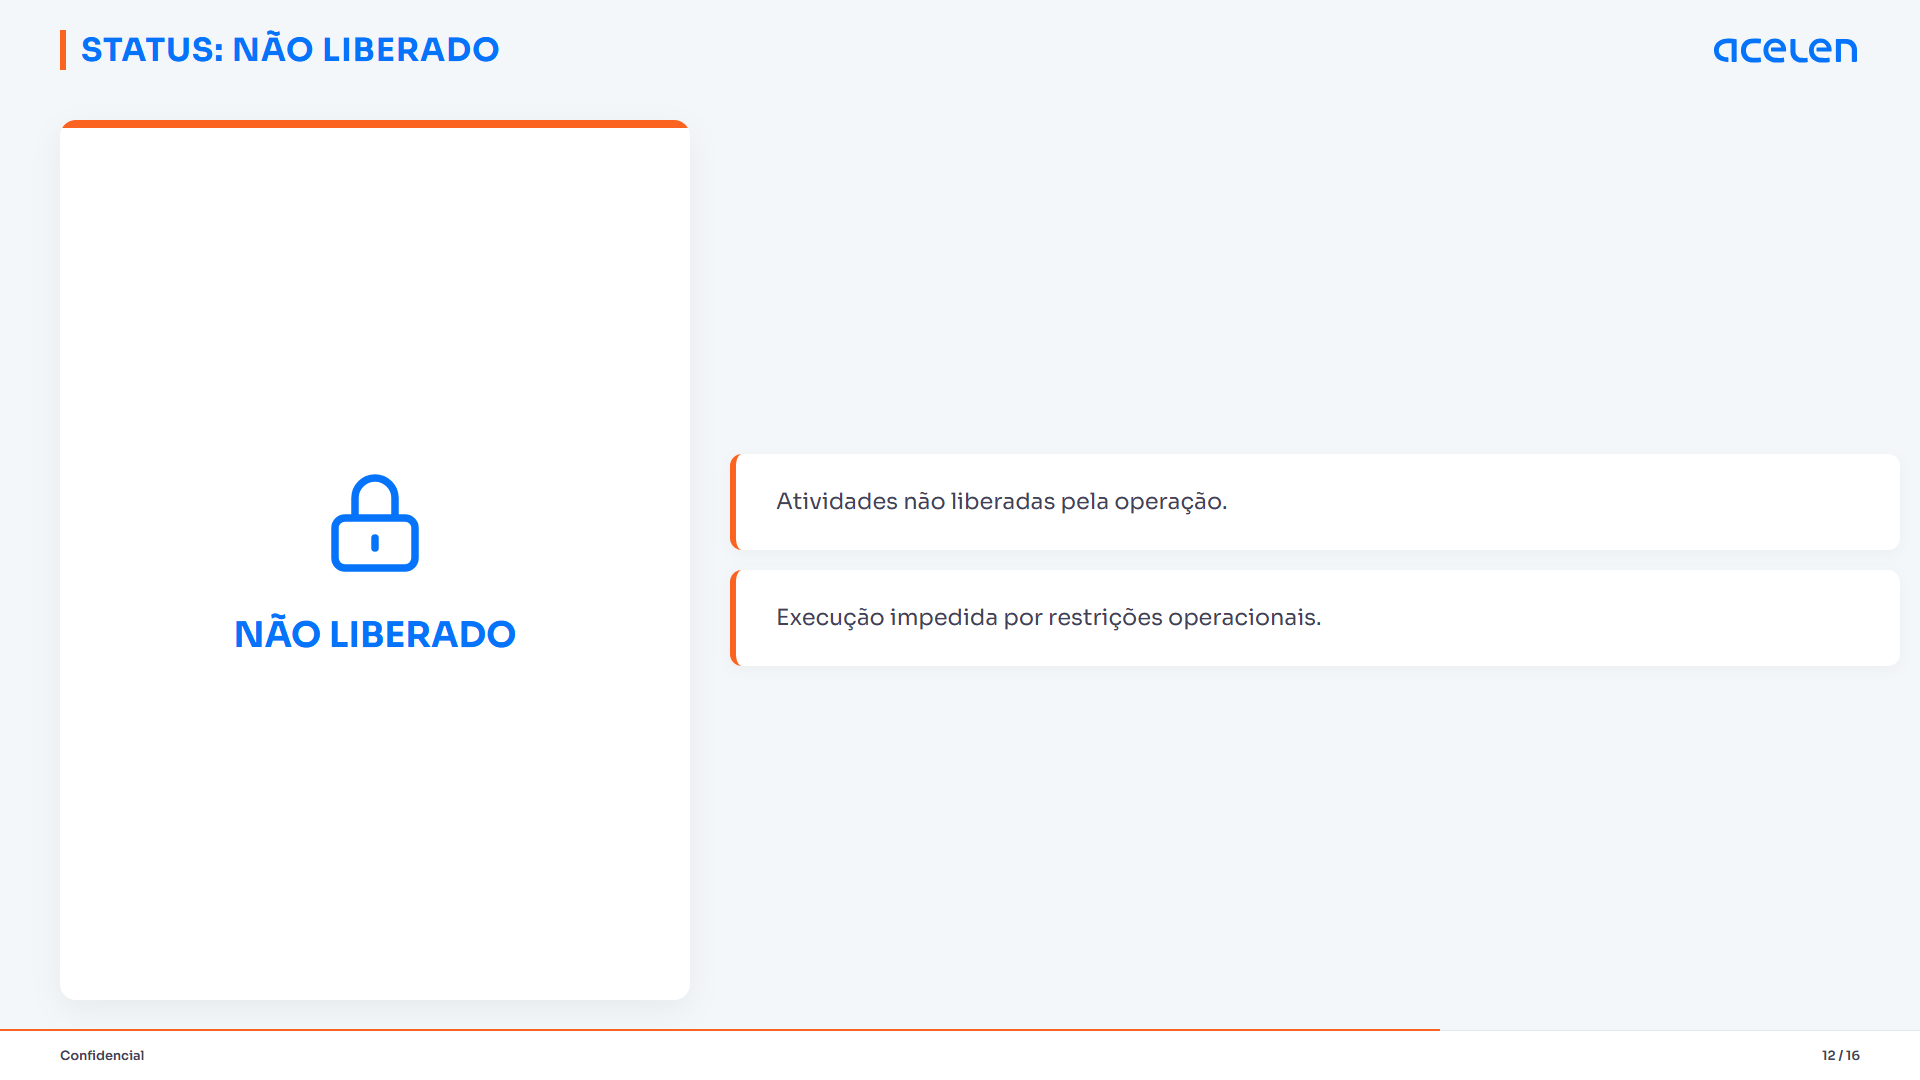 STATUS: NÃO LIBERADO
acelen
NÃO LIBERADO
Atividades não liberadas pela operação.
Execução impedida por restrições operacionais.
Confidencial
12 / 16